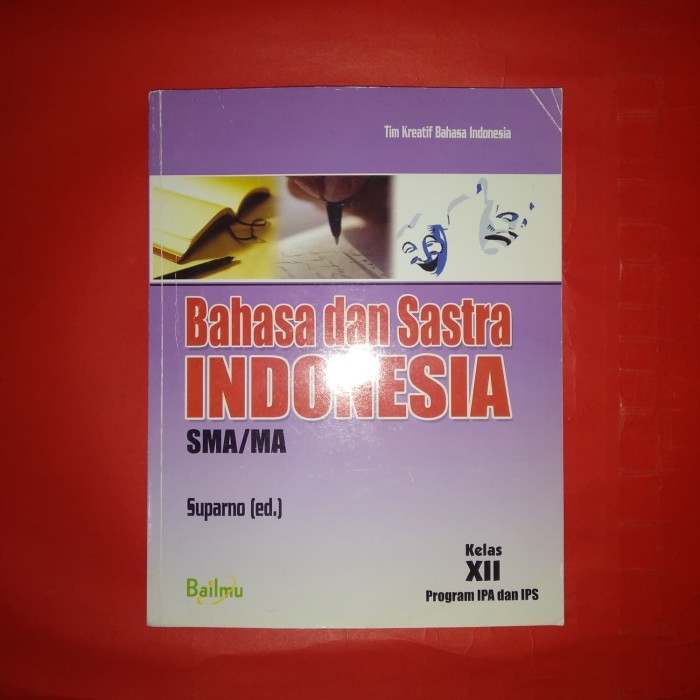 Tim Kreatif Bahasa Indonesia
Bahasa dan Sastra
INDONESIA
SMA/MA
Suparno (ed.)
Kelas
XII
Program IPA dan IPS
Bailmu